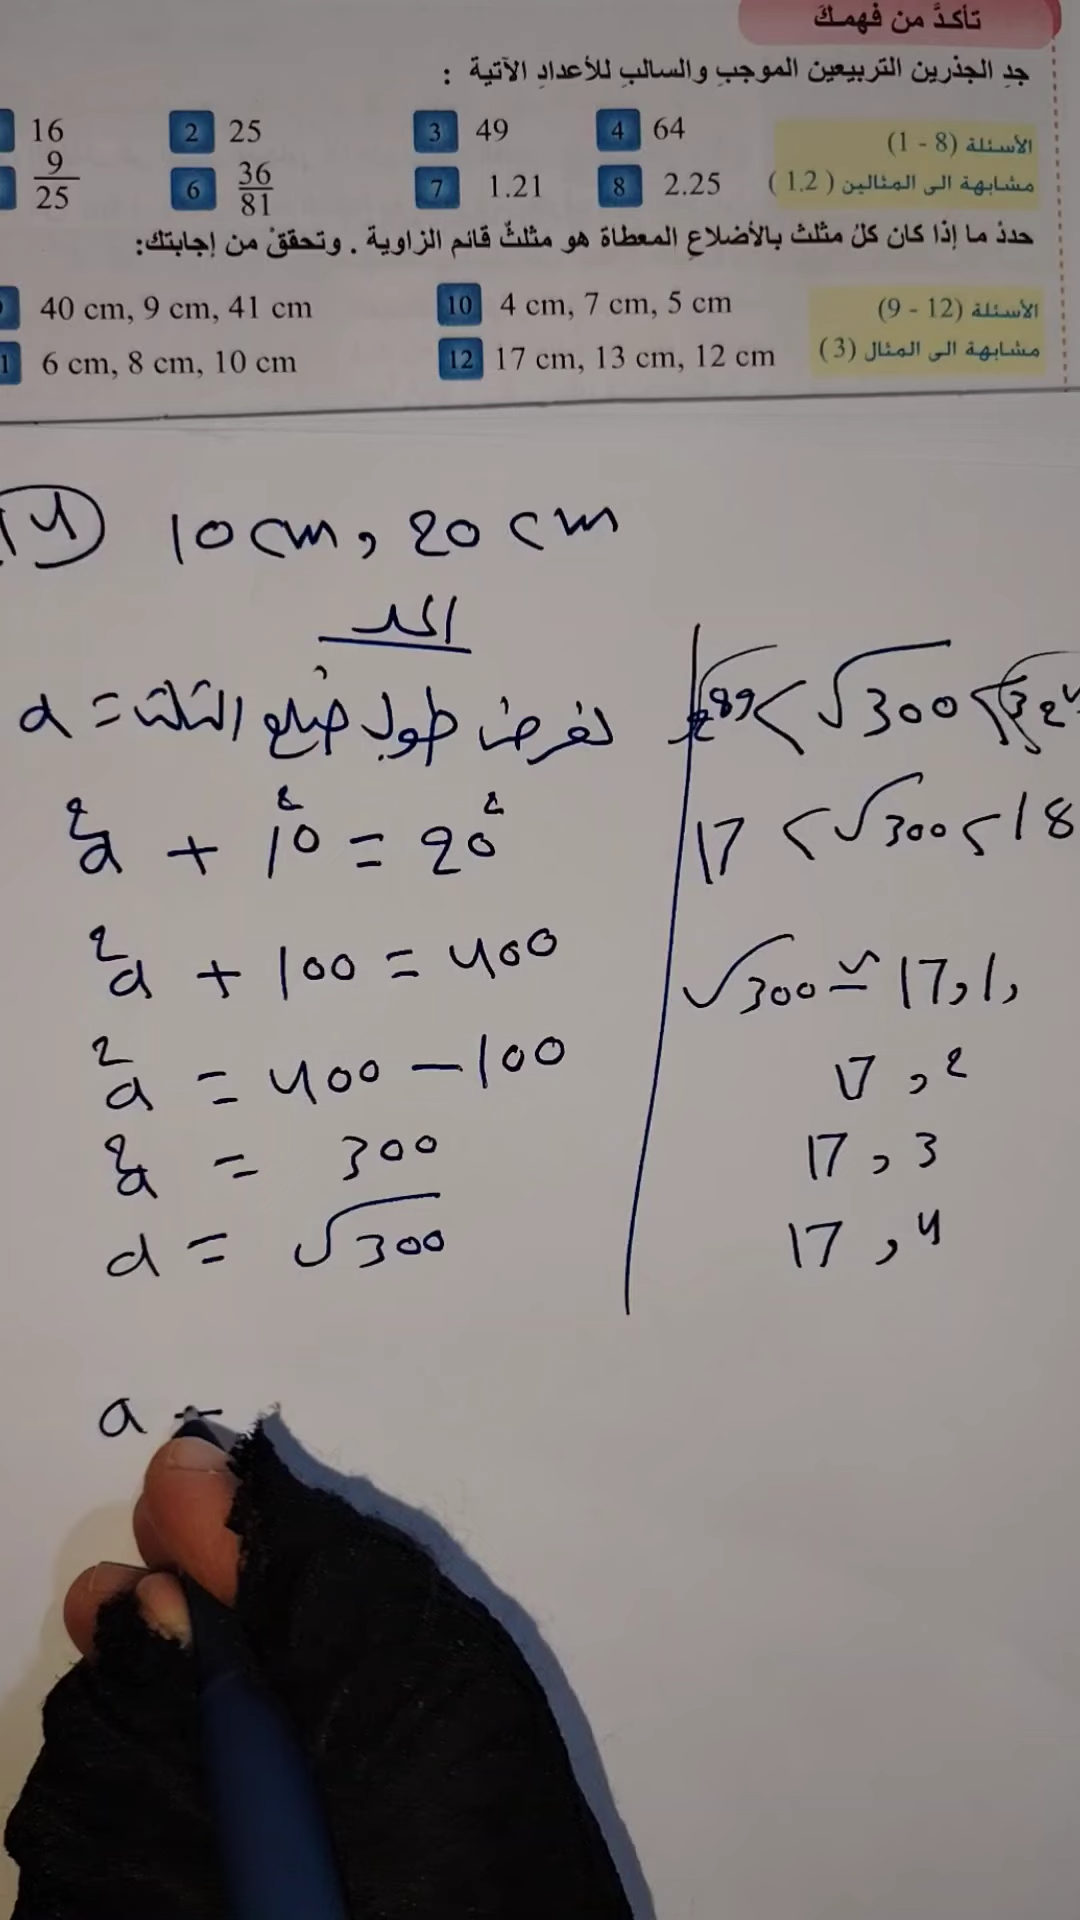 تأكدَّ من فهمكَ
جدِ الجذرين التربيعين الموجبِ والسالبِ للأعدادِ الآتية :
16 2 25 3 49 4 64 الأسئلة (8 - 1)
9/25 6 36/81 7 1.21 8 2.25 مشابهة الى المثالين (1.2)
حددْ ما إذا كان كلُ مثلث بالأضلاعِ المعطاة هو مثلثٌ قائم الزاوية . وتحققْ من إجابتك:
40 cm, 9 cm, 41 cm 10 4 cm, 7 cm, 5 cm الأسئلة (12 - 9)
1 6 cm, 8 cm, 10 cm 12 17 cm, 13 cm, 12 cm مشابهة الى المثال (3)
14 10 cm, 20 cm
الحل
نفرض طول ضلع الثالث = a
a² + 10² = 20²
a² + 100 = 400
a² = 400 - 100
a² = 300
a = √300
a =
√289 < √300 < √324
17 < √300 < 18
√300 ≃ 17,1,
17,2
17,3
17,4